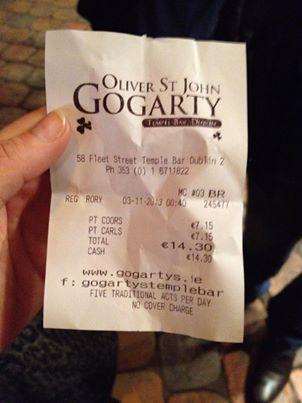 OLIVER ST JOHN
GOGARTY
TEMPLE BAR, DUBLIN
58 Fleet Street Temple Bar Dublin 2
Ph 353 (0) 1 6711822
MC #03 BR
REG RORY 03-11-2013 00:40 245477
PT COORS €7.15
PT CARLS €7.15
TOTAL €14.30
CASH €14.30
www.gogartys.ie
f: gogartystemplebar
FIVE TRADITIONAL ACTS PER DAY
NO COVER CHARGE